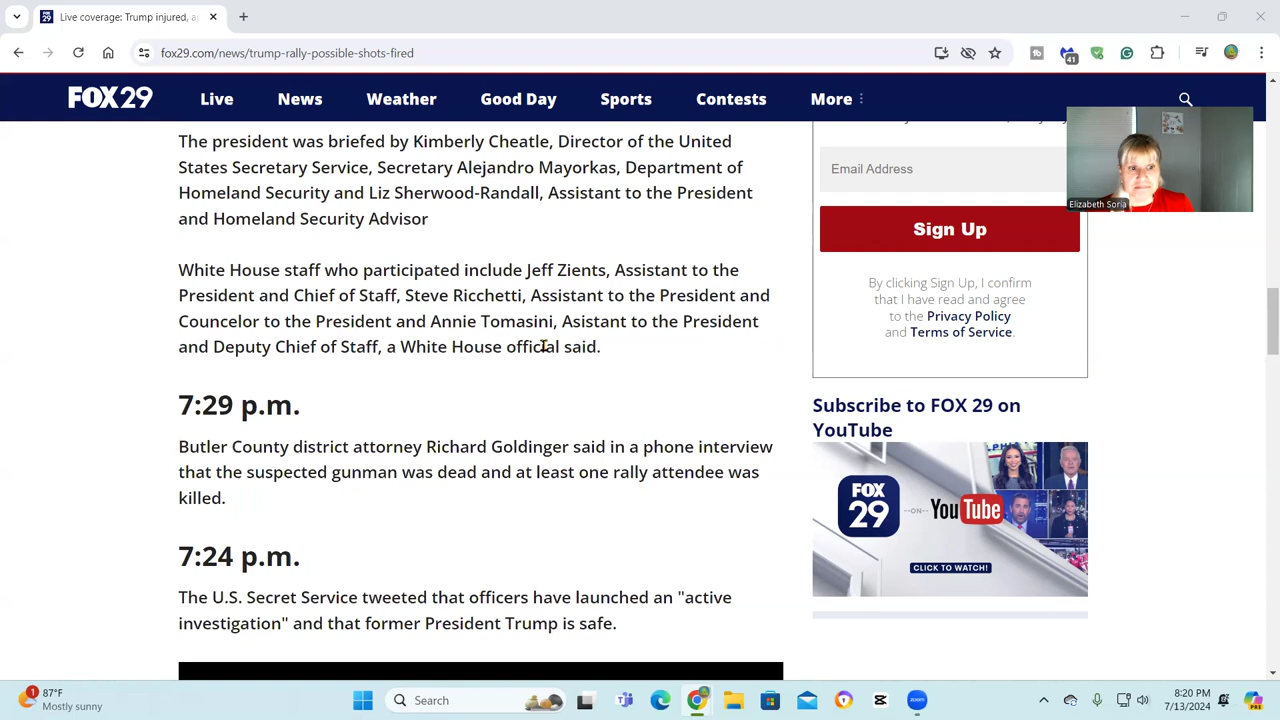 Live coverage: Trump injured, a
fox29.com/news/trump-rally-possible-shots-fired
41
FOX29
Live
News
Weather
Good Day
Sports
Contests
More
The president was briefed by Kimberly Cheatle, Director of the United
States Secretary Service, Secretary Alejandro Mayorkas, Department of
Homeland Security and Liz Sherwood-Randall, Assistant to the President
and Homeland Security Advisor
White House staff who participated include Jeff Zients, Assistant to the
President and Chief of Staff, Steve Ricchetti, Assistant to the President and
Councelor to the President and Annie Tomasini, Asistant to the President
and Deputy Chief of Staff, a White House official said.
7:29 p.m.
Butler County district attorney Richard Goldinger said in a phone interview
that the suspected gunman was dead and at least one rally attendee was
killed.
7:24 p.m.
The U.S. Secret Service tweeted that officers have launched an "active
investigation" and that former President Trump is safe.
Email Address
Sign Up
By clicking Sign Up, I confirm
that I have read and agree
to the Privacy Policy
and Terms of Service.
Elizabeth Soria
Subscribe to FOX 29 on
YouTube
FOX
29
--ON--
YouTube
CLICK TO WATCH!
1
87°F
Mostly sunny
Search
zoom
8:20 PM
7/13/2024
PRE